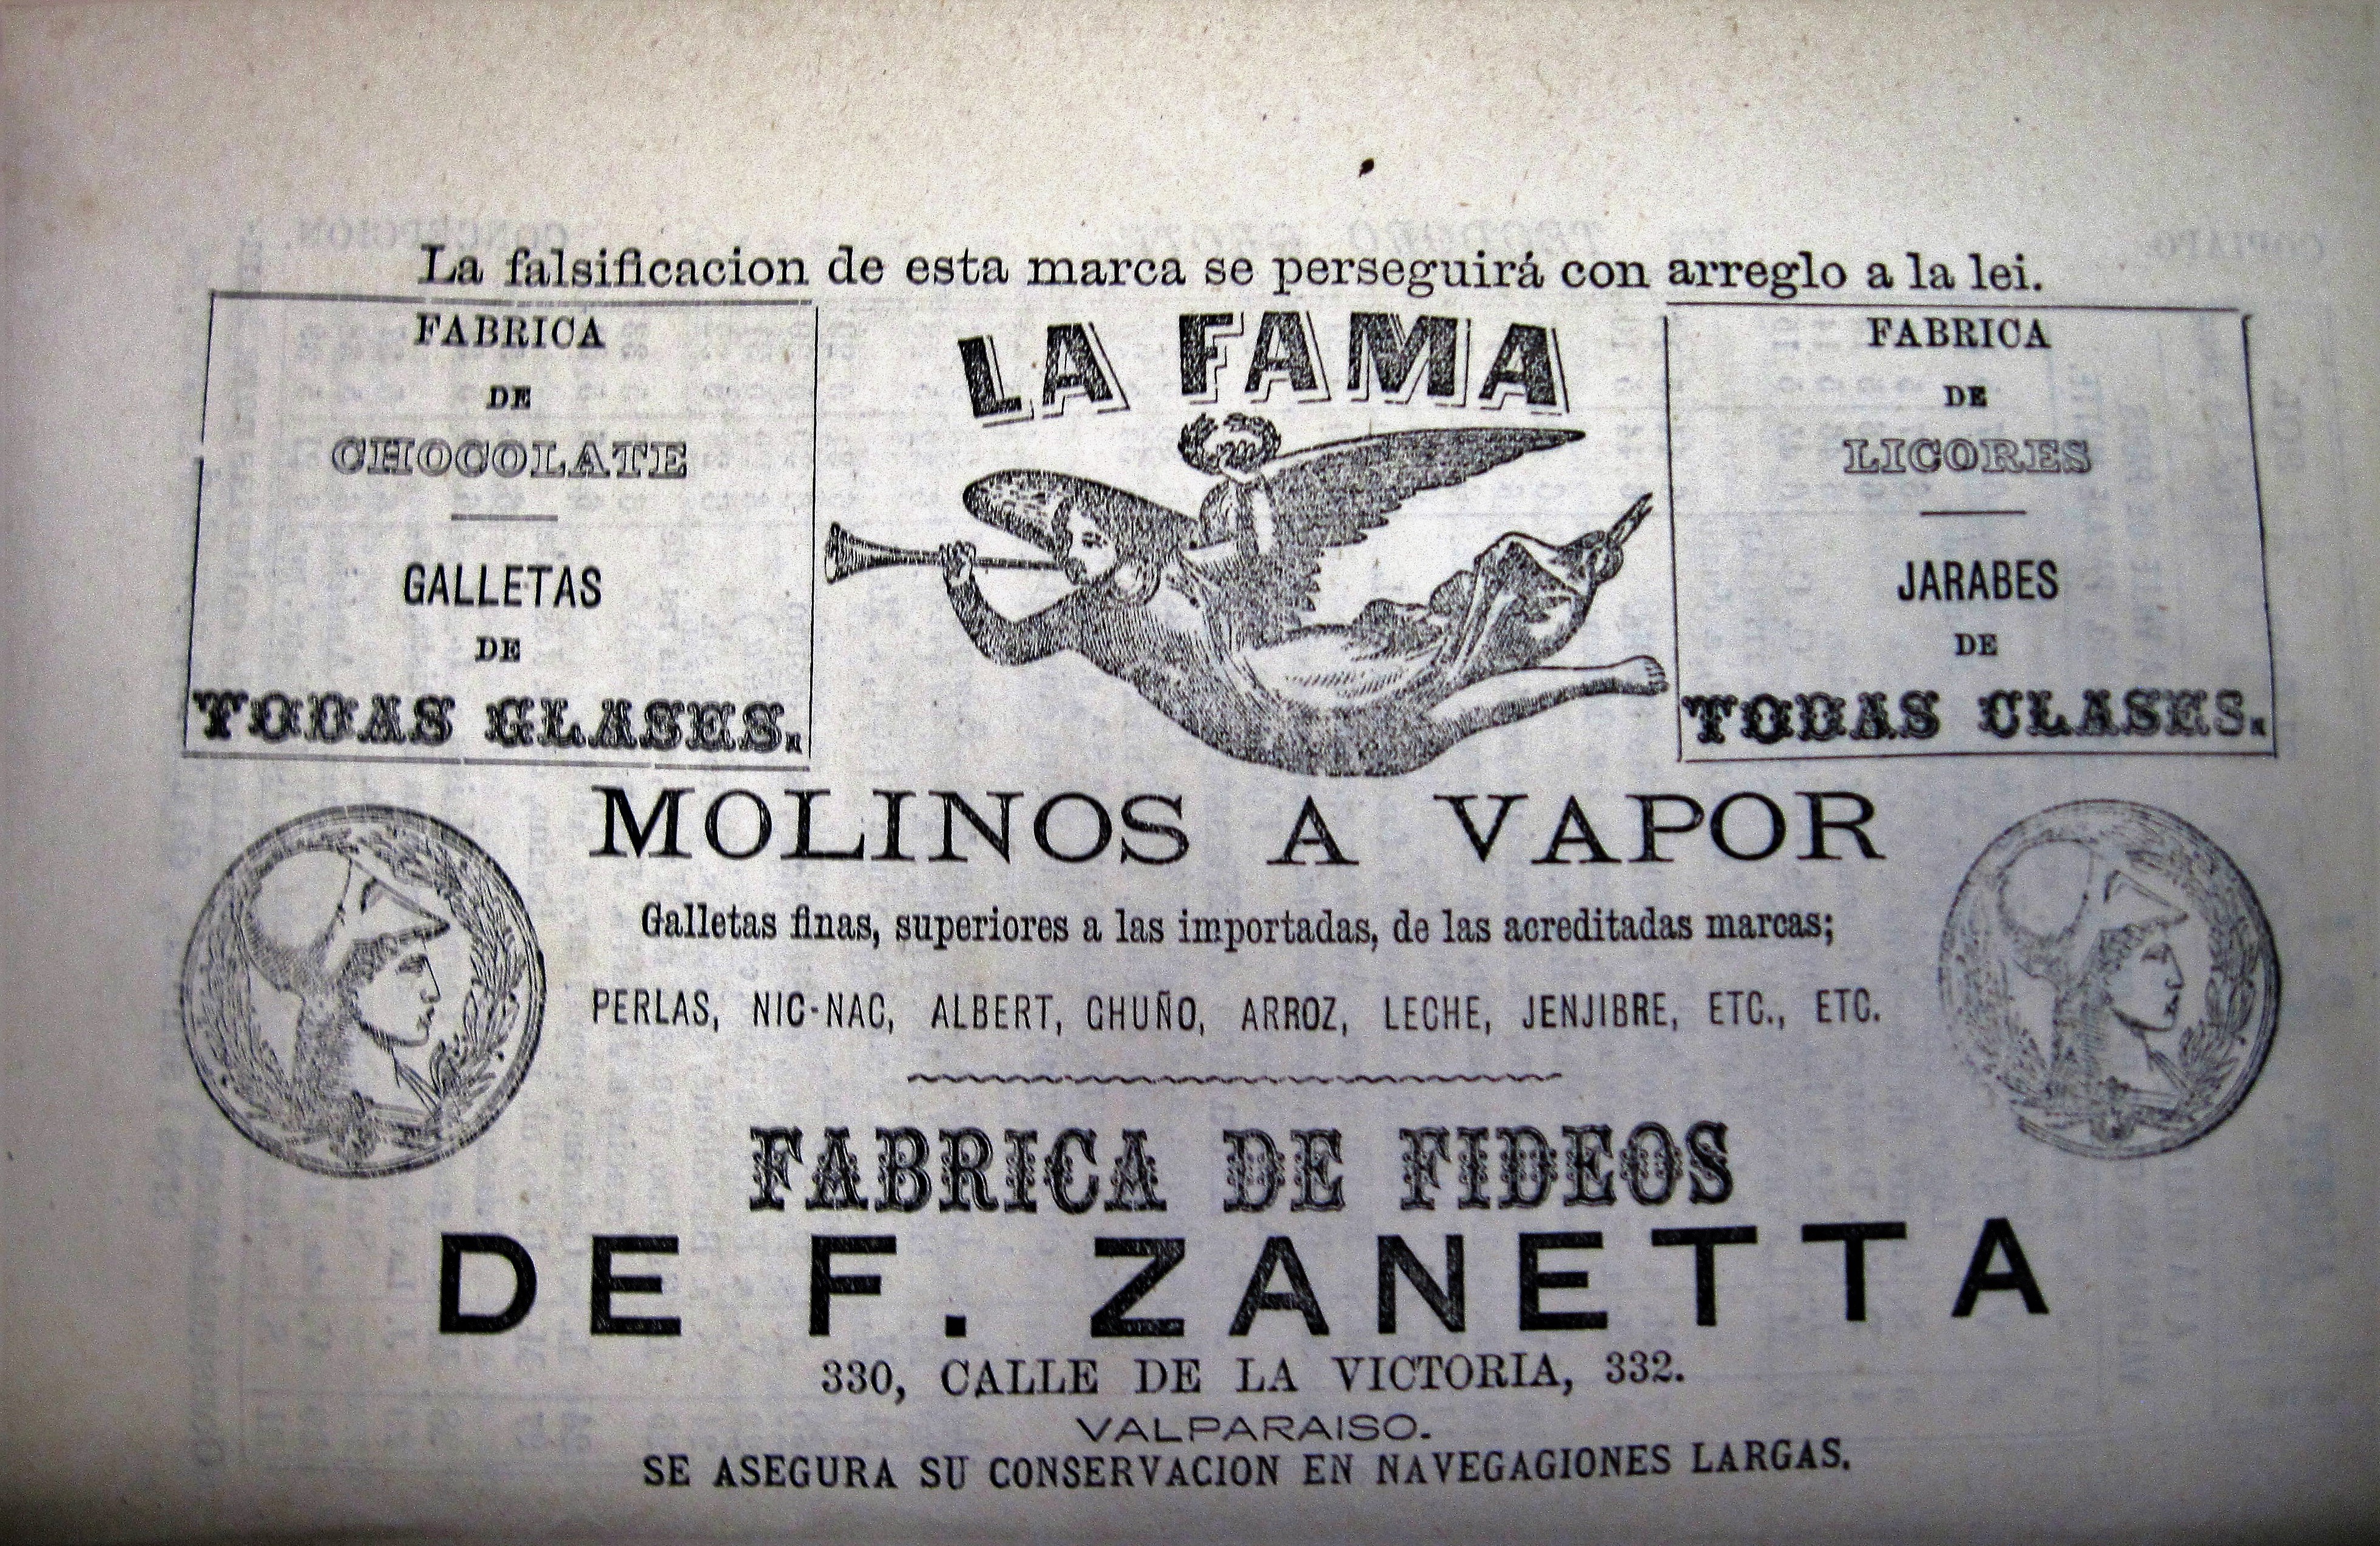 La falsificacion de esta marca se perseguirá con arreglo a la lei.
FABRICA
DE
CHOCOLATE
GALLETAS
DE
TODAS CLASES.
LA FAMA
FABRICA
DE
LICORES
JARABES
DE
TODAS CLASES.
MOLINOS A VAPOR
Galletas finas, superiores a las importadas, de las acreditadas marcas;
PERLAS, NIC-NAC, ALBERT, CHUÑO, ARROZ, LECHE, JENJIBRE, ETC., ETC.
FABRICA DE FIDEOS
DE F. ZANETTA
330, CALLE DE LA VICTORIA, 332.
VALPARAISO.
SE ASEGURA SU CONSERVACION EN NAVEGAGIONES LARGAS.